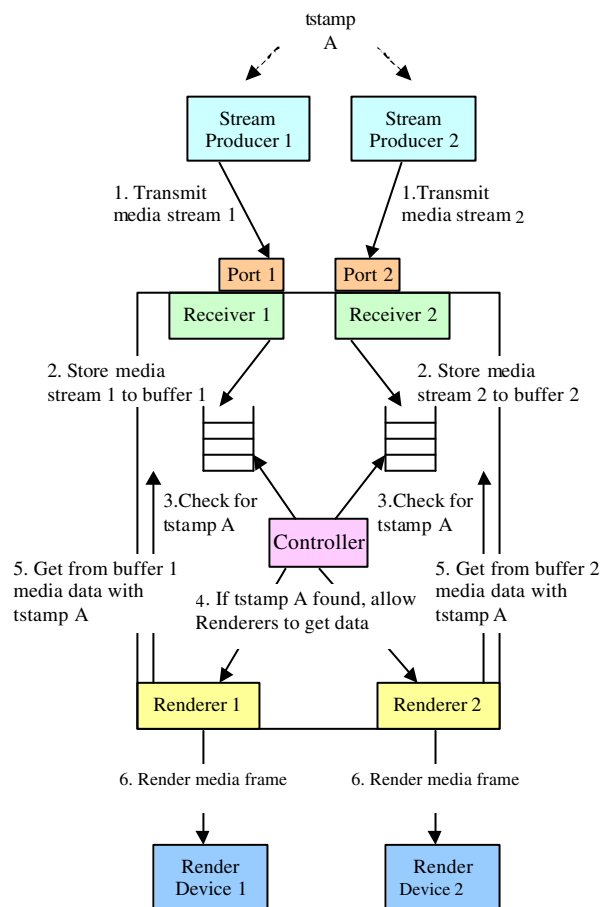 tstamp
A
Stream
Producer 1
Stream
Producer 2
1. Transmit
media stream 1
1.Transmit
media stream 2
Port 1
Port 2
Receiver 1
Receiver 2
2. Store media
stream 1 to buffer 1
2. Store media
stream 2 to buffer 2
3.Check for
tstamp A
3.Check for
tstamp A
Controller
5. Get from buffer 1
media data with
tstamp A
4. If tstamp A found, allow
Renderers to get data
5. Get from buffer 2
media data with
tstamp A
Renderer 1
Renderer 2
6. Render media frame
6. Render media frame
Render
Device 1
Render
Device 2